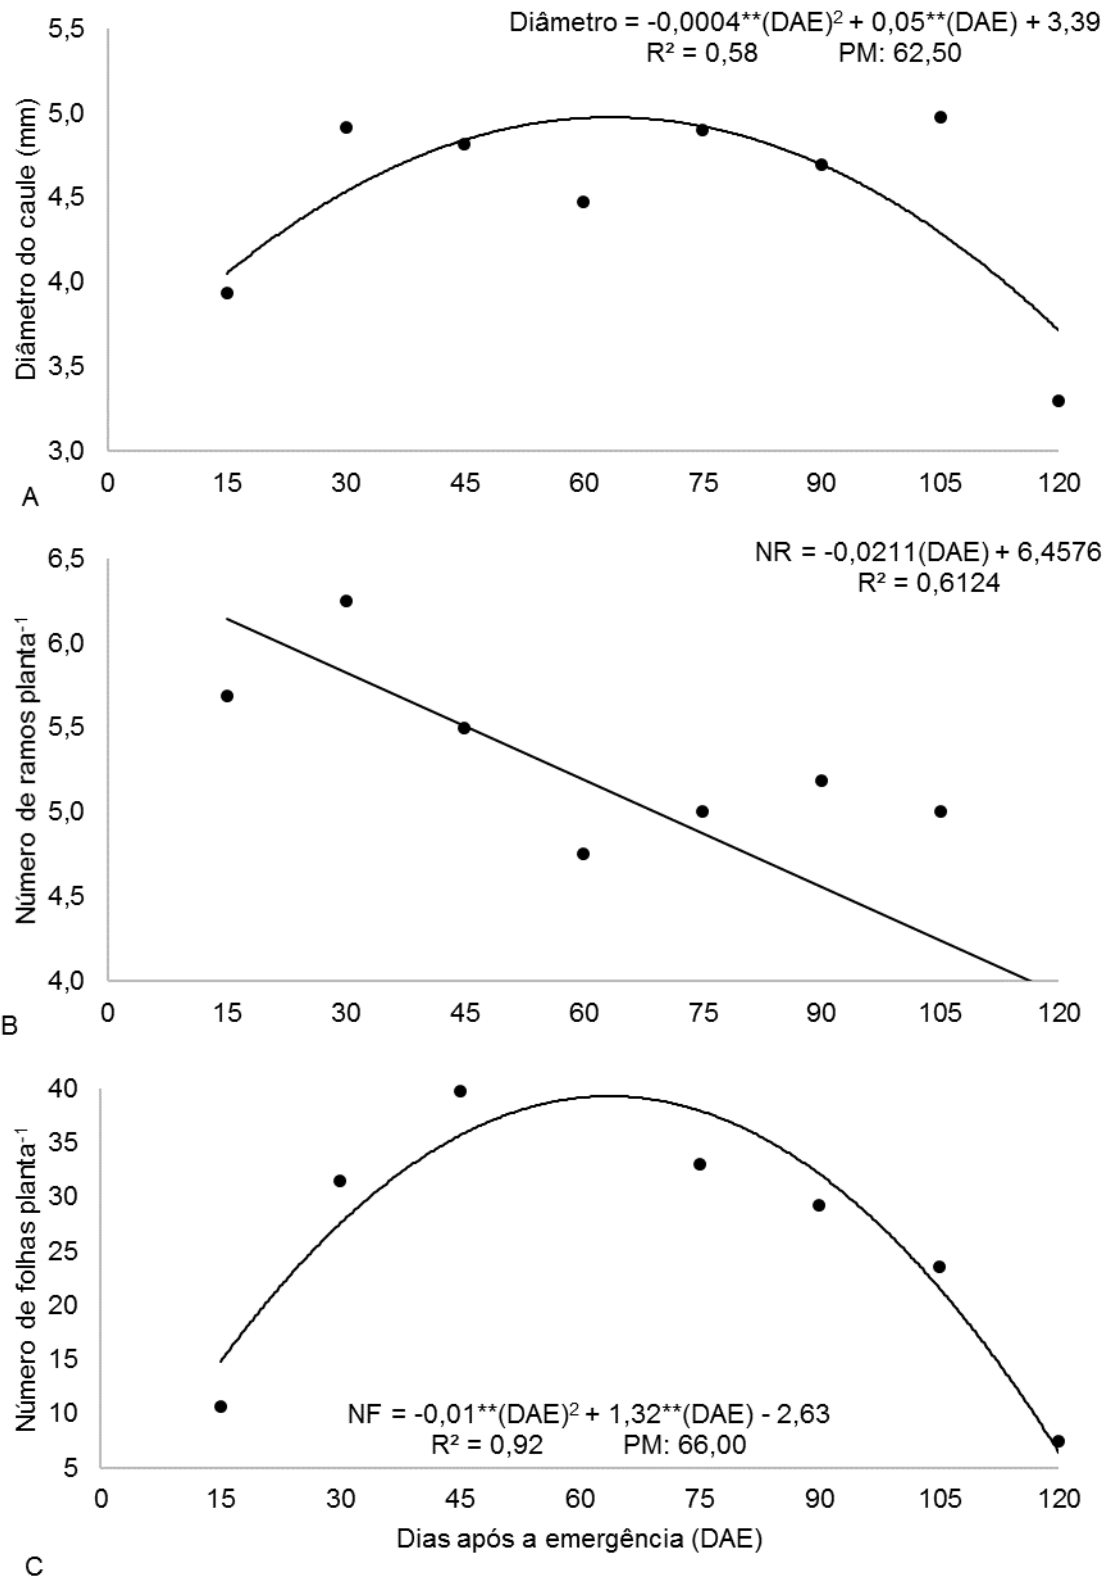 Diâmetro = -0,0004**(DAE)² + 0,05**(DAE) + 3,39
R² = 0,58 PM: 62,50
Diâmetro do caule (mm)
5,5
5,0
4,5
4,0
3,5
3,0
0 15 30 45 60 75 90 105 120
A
NR = -0,0211(DAE) + 6,4576
R² = 0,6124
Número de ramos planta⁻¹
6,5
6,0
5,5
5,0
4,5
4,0
0 15 30 45 60 75 90 105 120
B
Número de folhas planta⁻¹
40
35
30
25
20
15
10
5
NF = -0,01**(DAE)² + 1,32**(DAE) - 2,63
R² = 0,92 PM: 66,00
0 15 30 45 60 75 90 105 120
Dias após a emergência (DAE)
C